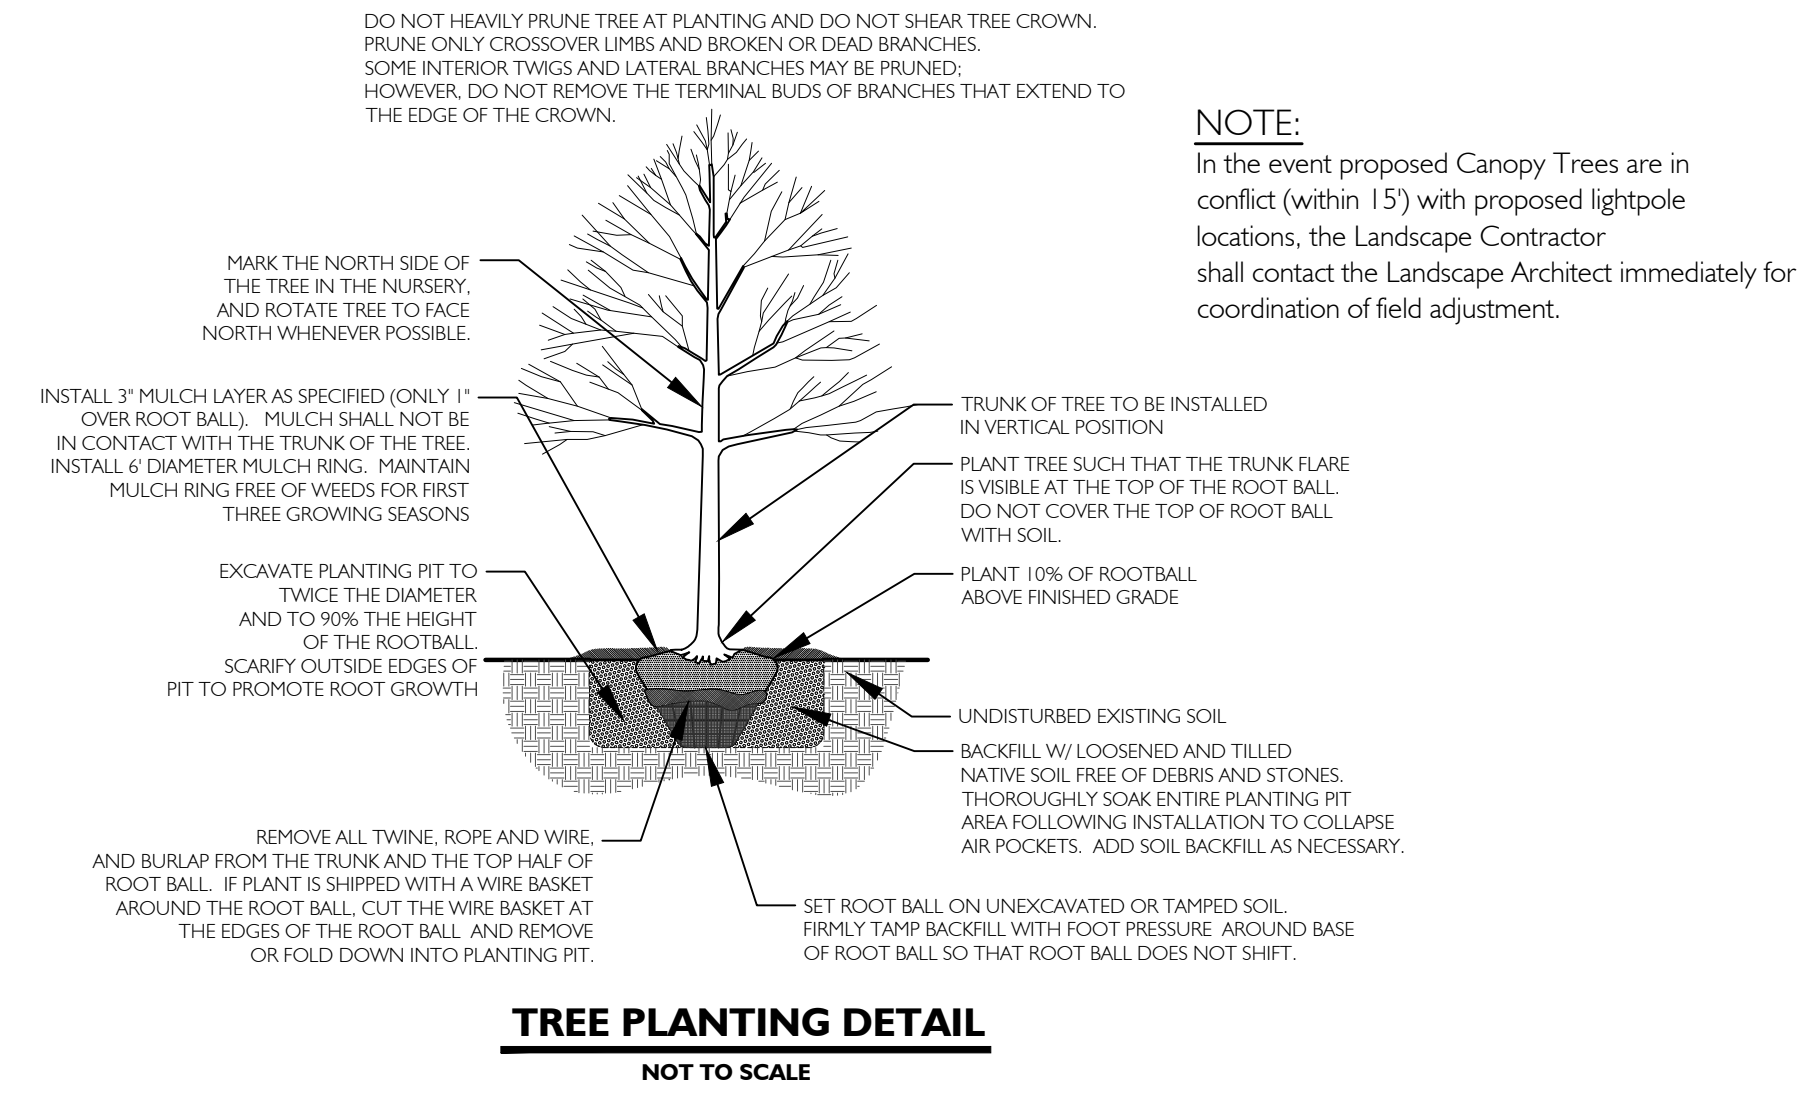 DO NOT HEAVILY PRUNE TREE AT PLANTING AND DO NOT SHEAR TREE CROWN.
PRUNE ONLY CROSSOVER LIMBS AND BROKEN OR DEAD BRANCHES.
SOME INTERIOR TWIGS AND LATERAL BRANCHES MAY BE PRUNED;
HOWEVER, DO NOT REMOVE THE TERMINAL BUDS OF BRANCHES THAT EXTEND TO
THE EDGE OF THE CROWN.
NOTE:
In the event proposed Canopy Trees are in
conflict (within 15') with proposed lightpole
locations, the Landscape Contractor
shall contact the Landscape Architect immediately for
coordination of field adjustment.
MARK THE NORTH SIDE OF
THE TREE IN THE NURSERY,
AND ROTATE TREE TO FACE
NORTH WHENEVER POSSIBLE.
INSTALL 3" MULCH LAYER AS SPECIFIED (ONLY 1"
OVER ROOT BALL). MULCH SHALL NOT BE
IN CONTACT WITH THE TRUNK OF THE TREE.
INSTALL 6' DIAMETER MULCH RING. MAINTAIN
MULCH RING FREE OF WEEDS FOR FIRST
THREE GROWING SEASONS
EXCAVATE PLANTING PIT TO
TWICE THE DIAMETER
AND TO 90% THE HEIGHT
OF THE ROOTBALL.
SCARIFY OUTSIDE EDGES OF
PIT TO PROMOTE ROOT GROWTH
REMOVE ALL TWINE, ROPE AND WIRE,
AND BURLAP FROM THE TRUNK AND THE TOP HALF OF
ROOT BALL. IF PLANT IS SHIPPED WITH A WIRE BASKET
AROUND THE ROOT BALL, CUT THE WIRE BASKET AT
THE EDGES OF THE ROOT BALL AND REMOVE
OR FOLD DOWN INTO PLANTING PIT.
TRUNK OF TREE TO BE INSTALLED
IN VERTICAL POSITION
PLANT TREE SUCH THAT THE TRUNK FLARE
IS VISIBLE AT THE TOP OF THE ROOT BALL.
DO NOT COVER THE TOP OF ROOT BALL
WITH SOIL.
PLANT 10% OF ROOTBALL
ABOVE FINISHED GRADE
UNDISTURBED EXISTING SOIL
BACKFILL W/ LOOSENED AND TILLED
NATIVE SOIL FREE OF DEBRIS AND STONES.
THOROUGHLY SOAK ENTIRE PLANTING PIT
AREA FOLLOWING INSTALLATION TO COLLAPSE
AIR POCKETS. ADD SOIL BACKFILL AS NECESSARY.
SET ROOT BALL ON UNEXCAVATED OR TAMPED SOIL.
FIRMLY TAMP BACKFILL WITH FOOT PRESSURE AROUND BASE
OF ROOT BALL SO THAT ROOT BALL DOES NOT SHIFT.
TREE PLANTING DETAIL
NOT TO SCALE